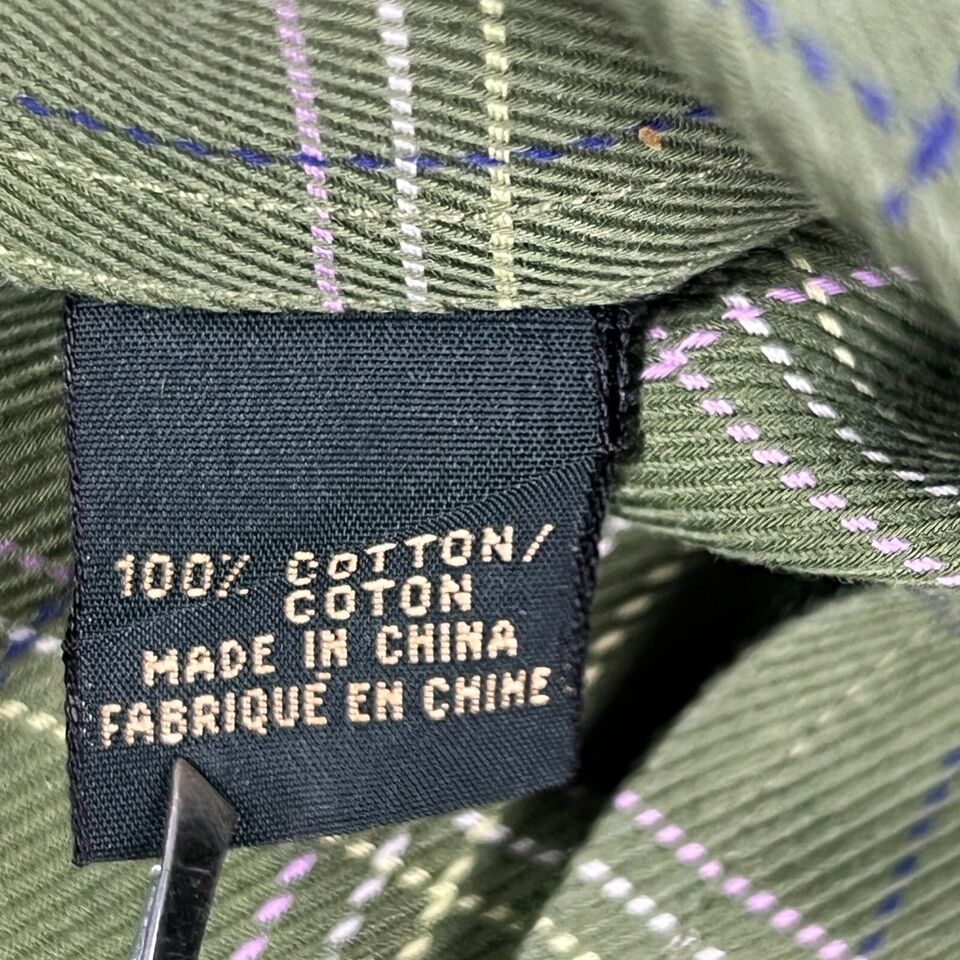 100% COTTON/
COTON
MADE IN CHINA
FABRIQUÉ EN CHINE